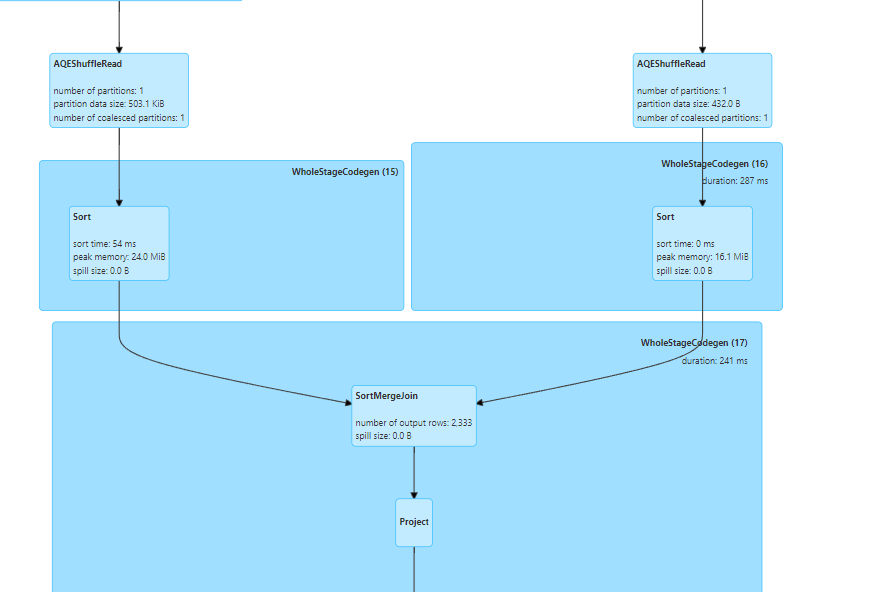 AQEShuffleRead
number of partitions: 1
partition data size: 503.1 KiB
number of coalesced partitions: 1
AQEShuffleRead
number of partitions: 1
partition data size: 432.0 B
number of coalesced partitions: 1
WholeStageCodegen (15)
Sort
sort time: 54 ms
peak memory: 24.0 MiB
spill size: 0.0 B
WholeStageCodegen (16)
duration: 287 ms
Sort
sort time: 0 ms
peak memory: 16.1 MiB
spill size: 0.0 B
WholeStageCodegen (17)
duration: 241 ms
SortMergeJoin
number of output rows: 2,333
spill size: 0.0 B
Project